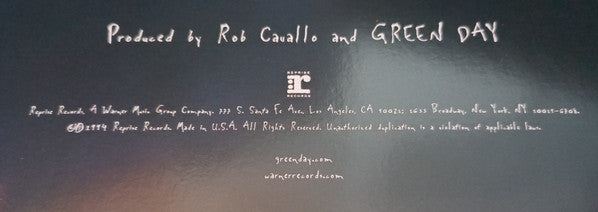 Produced by Rob Cavallo and GREEN DAY
REPRISE
r
RECORDS
Reprise Records, A Warner Music Group Company, 777 S. Santa Fe Ave, Los Angeles, CA 90021; 1633 Broadway, New York, NY 10019-6708.
©℗1994 Reprise Records. Made in U.S.A. All Rights Reserved. Unauthorized duplication is a violation of applicable laws.
greenday.com
warnerrecords.com